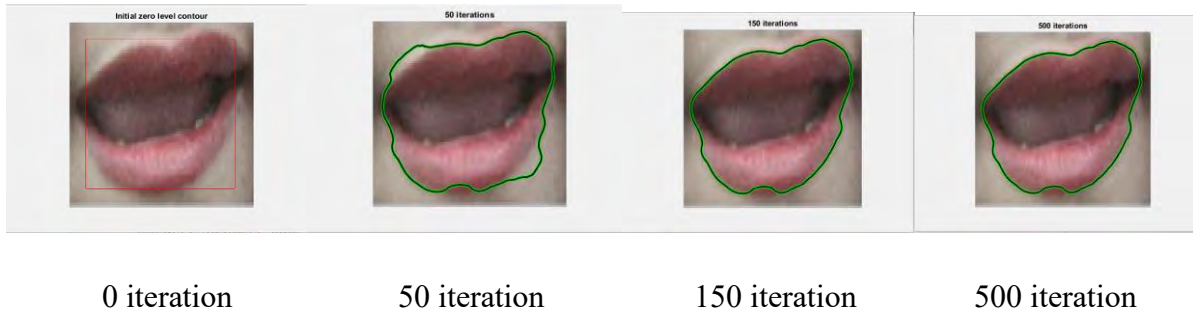 Initial zero level contour
50 iterations
150 iterations
500 iterations
0 iteration
50 iteration
150 iteration
500 iteration